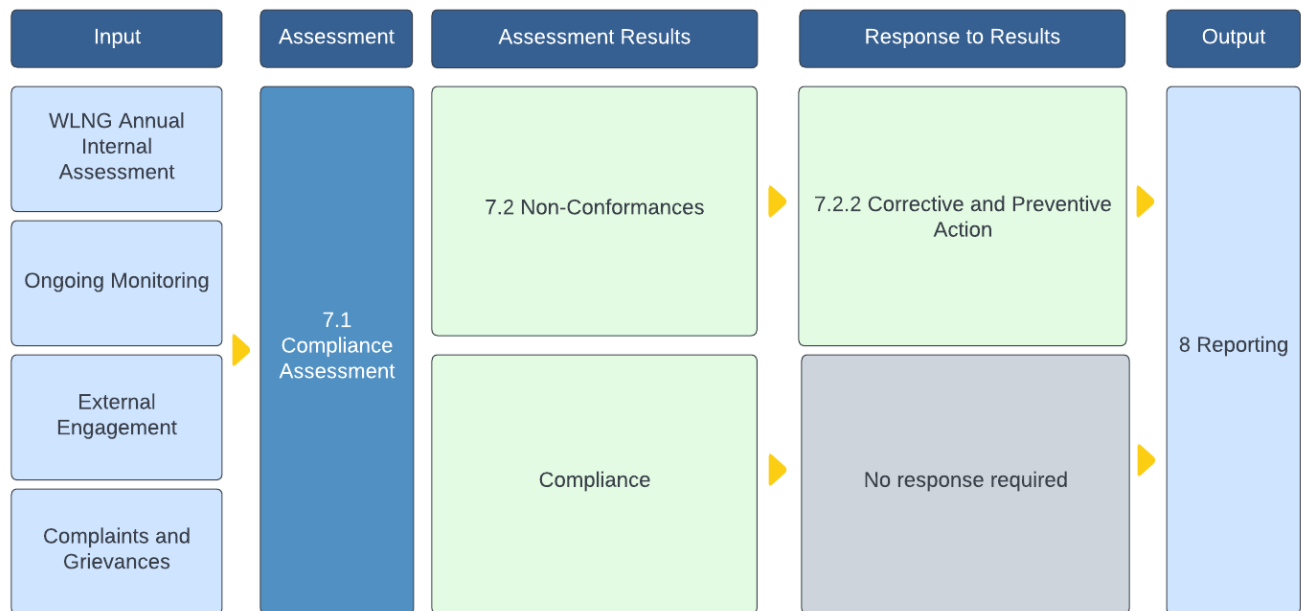 Input
Assessment
Assessment Results
Response to Results
Output
WLNG Annual
Internal
Assessment
Ongoing Monitoring
External
Engagement
Complaints and
Grievances
7.1
Compliance
Assessment
7.2 Non-Conformances
Compliance
7.2.2 Corrective and Preventive
Action
No response required
8 Reporting